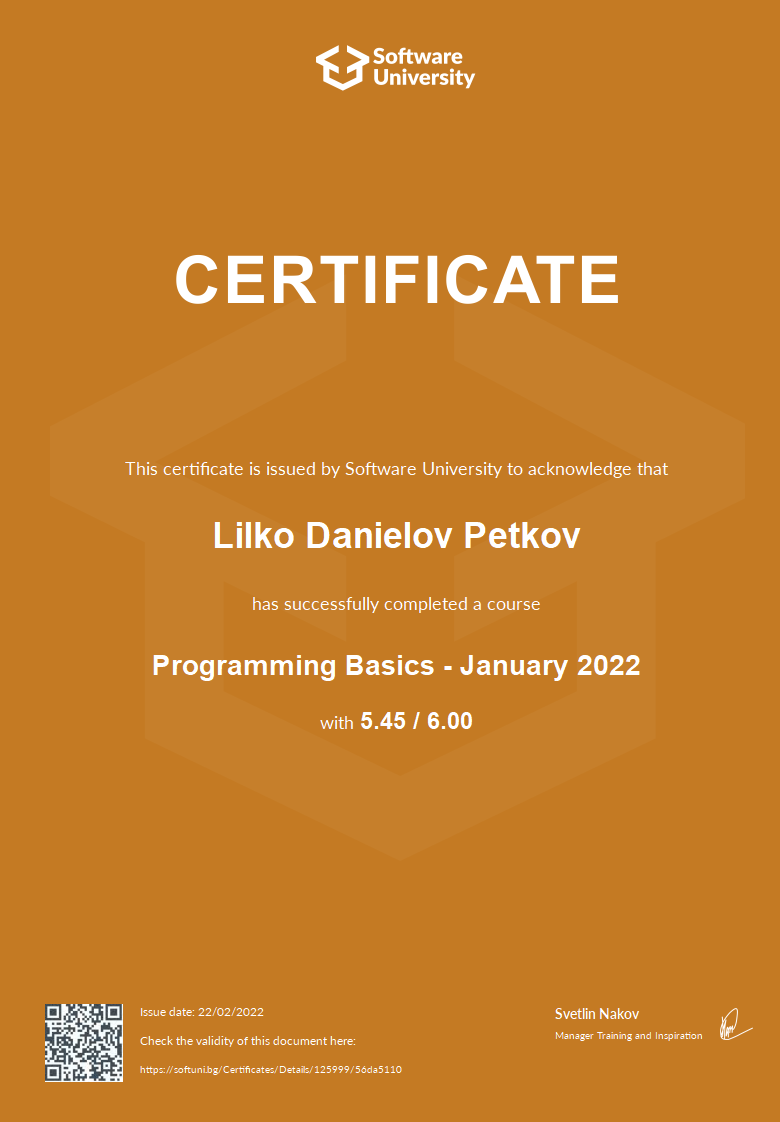 Software
University
CERTIFICATE
This certificate is issued by Software University to acknowledge that
Lilko Danielov Petkov
has successfully completed a course
Programming Basics - January 2022
with 5.45 / 6.00
Issue date: 22/02/2022
Check the validity of this document here:
https://softuni.bg/Certificates/Details/125999/56da5110
Svetlin Nakov
Manager Training and Inspiration